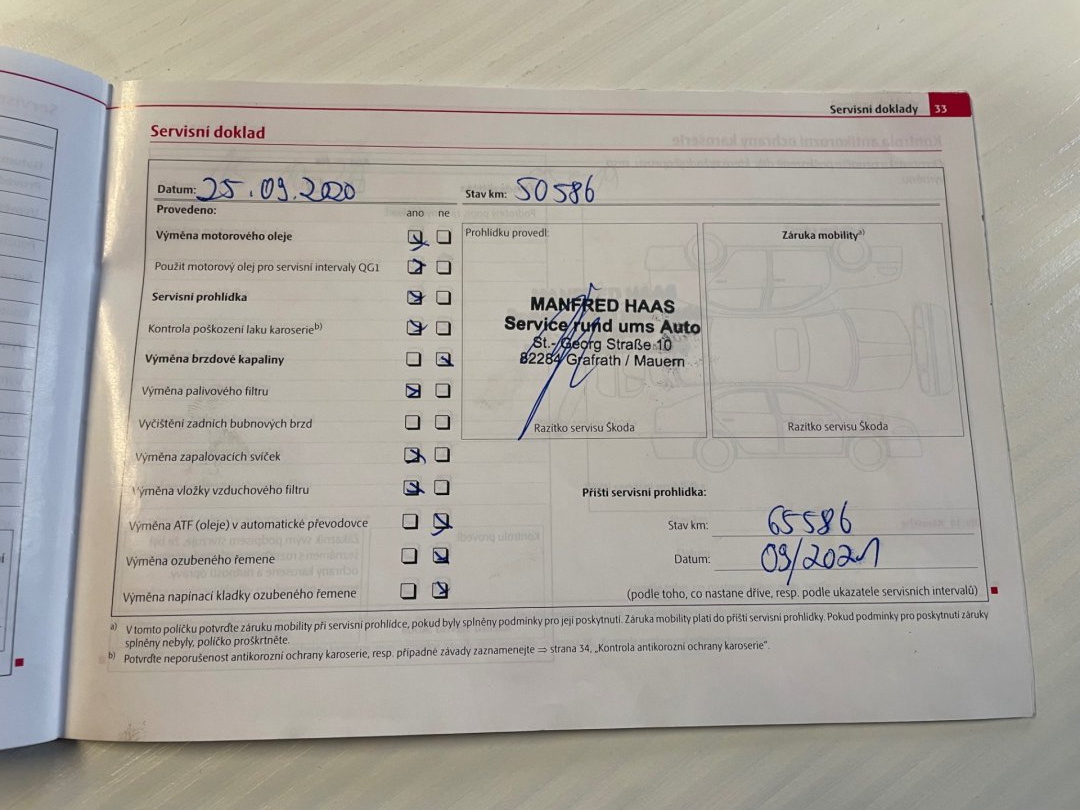 Servisní doklady 33
Servisní doklad
Datum: 25.09.2020 Stav km: 50586
Provedeno: ano ne
Výměna motorového oleje
Použit motorový olej pro servisní intervaly QG1
Servisní prohlídka
Kontrola poškození laku karoserie b)
Výměna brzdové kapaliny
Výměna palivového filtru
Vyčištění zadních bubnových brzd
Výměna zapalovacích svíček
Výměna vložky vzduchového filtru
Výměna ATF (oleje) v automatické převodovce
Výměna ozubeného řemene
Výměna napínací kladky ozubeného řemene
Prohlídku provedl:
MANFRED HAAS
Service rund ums Auto
St.- Georg Straße 10
82284 Grafrath / Mauern
Razítko servisu Škoda
Záruka mobility a)
Razítko servisu Škoda
Příští servisní prohlídka:
Stav km: 65586
Datum: 09/2021
(podle toho, co nastane dříve, resp. podle ukazatele servisních intervalů)
a) V tomto políčku potvrďte záruku mobility při servisní prohlídce, pokud byly splněny podmínky pro její poskytnutí. Záruka mobility platí do příští servisní prohlídky. Pokud podmínky pro poskytnutí záruky
splněny nebyly, políčko proškrtněte.
b) Potvrďte neporušenost antikorozní ochrany karoserie, resp. případné závady zaznamenejte ⇒ strana 34, „Kontrola antikorozní ochrany karoserie“.